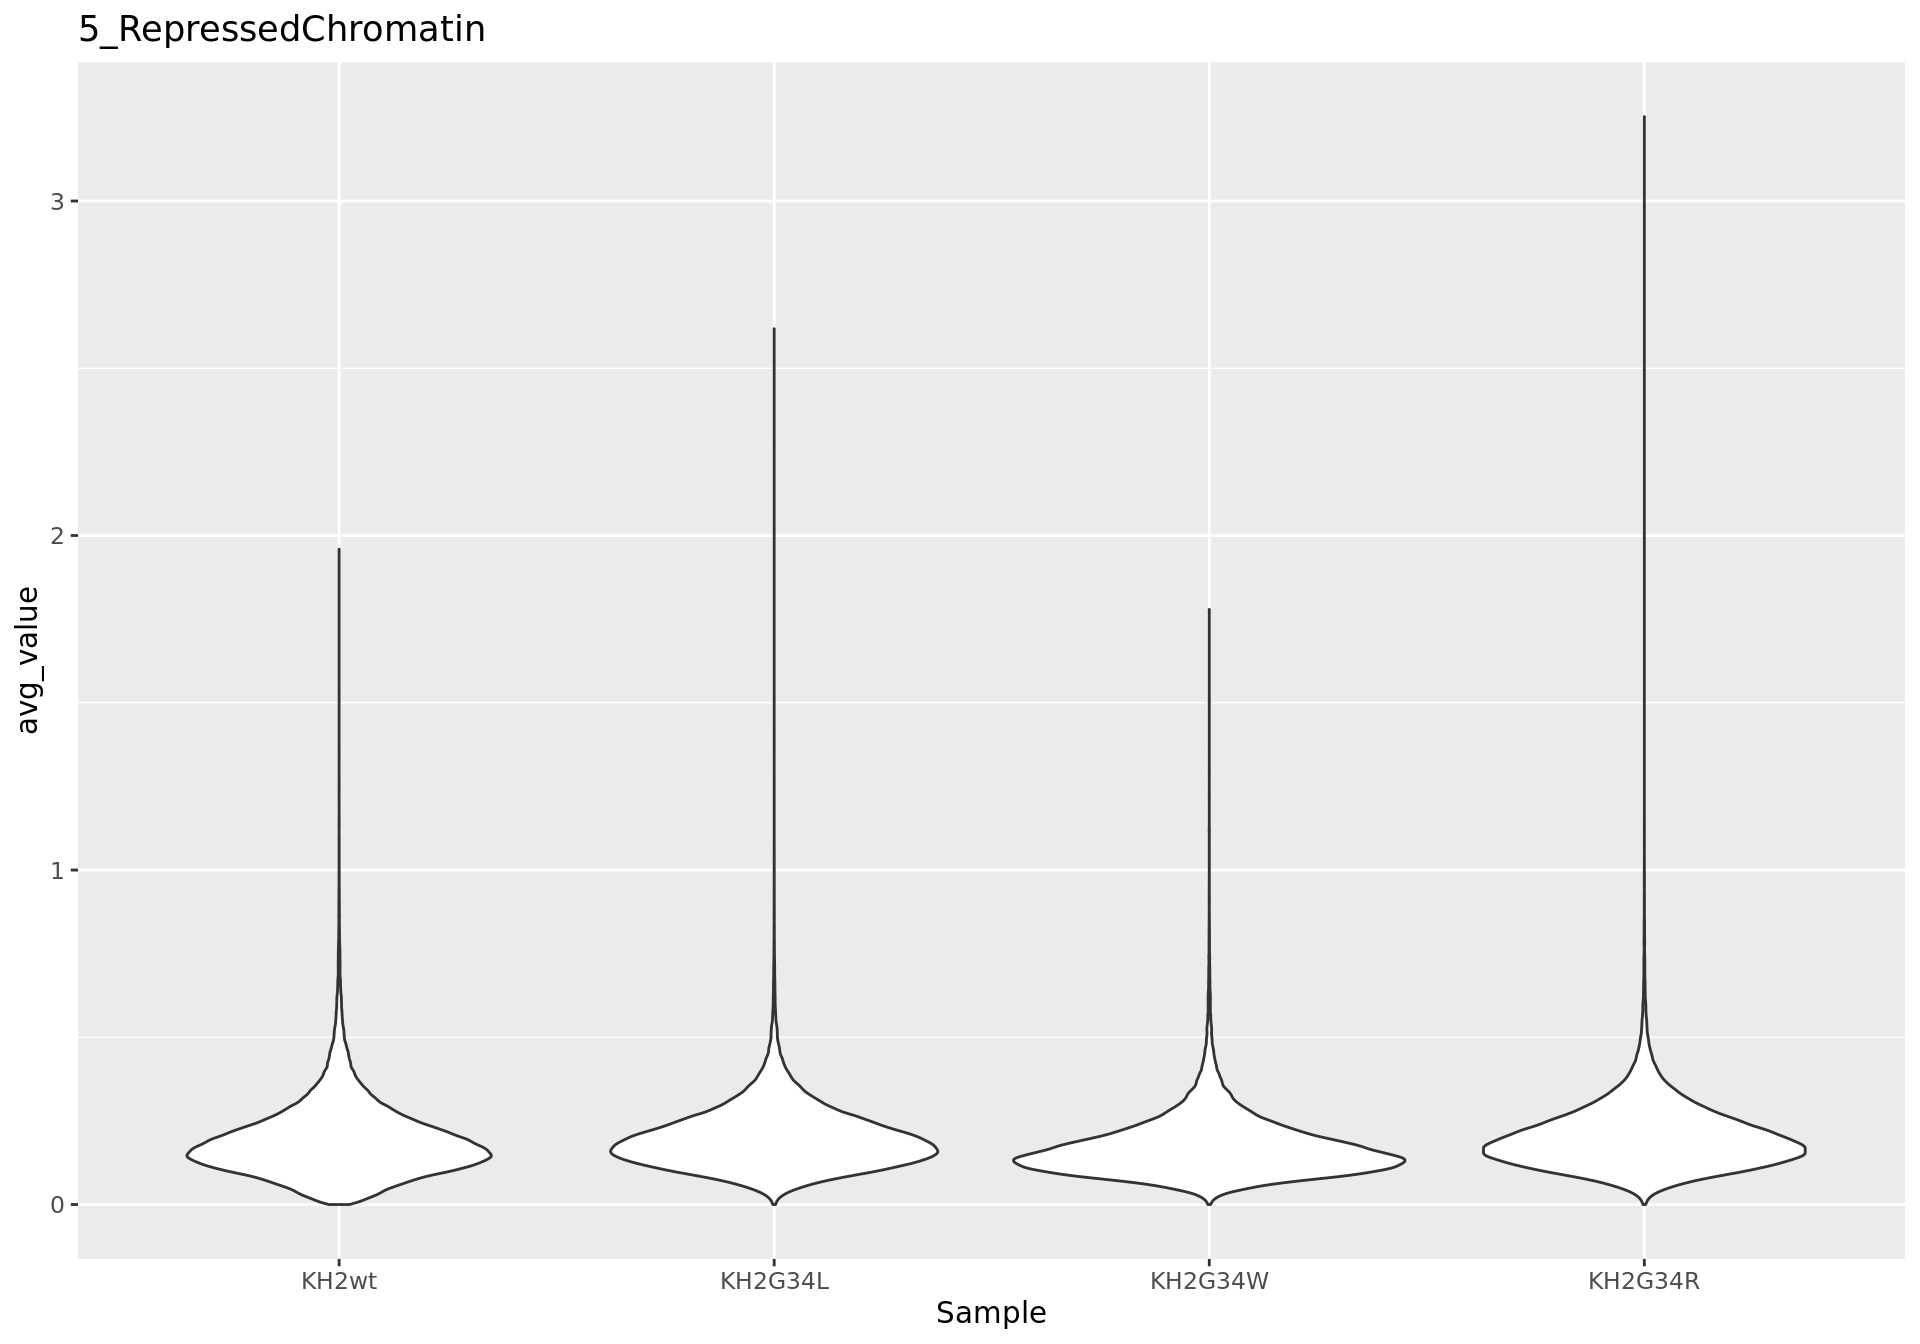 5_RepressedChromatin
avg_value
3
2
1
0
KH2wt KH2G34L KH2G34W KH2G34R
Sample